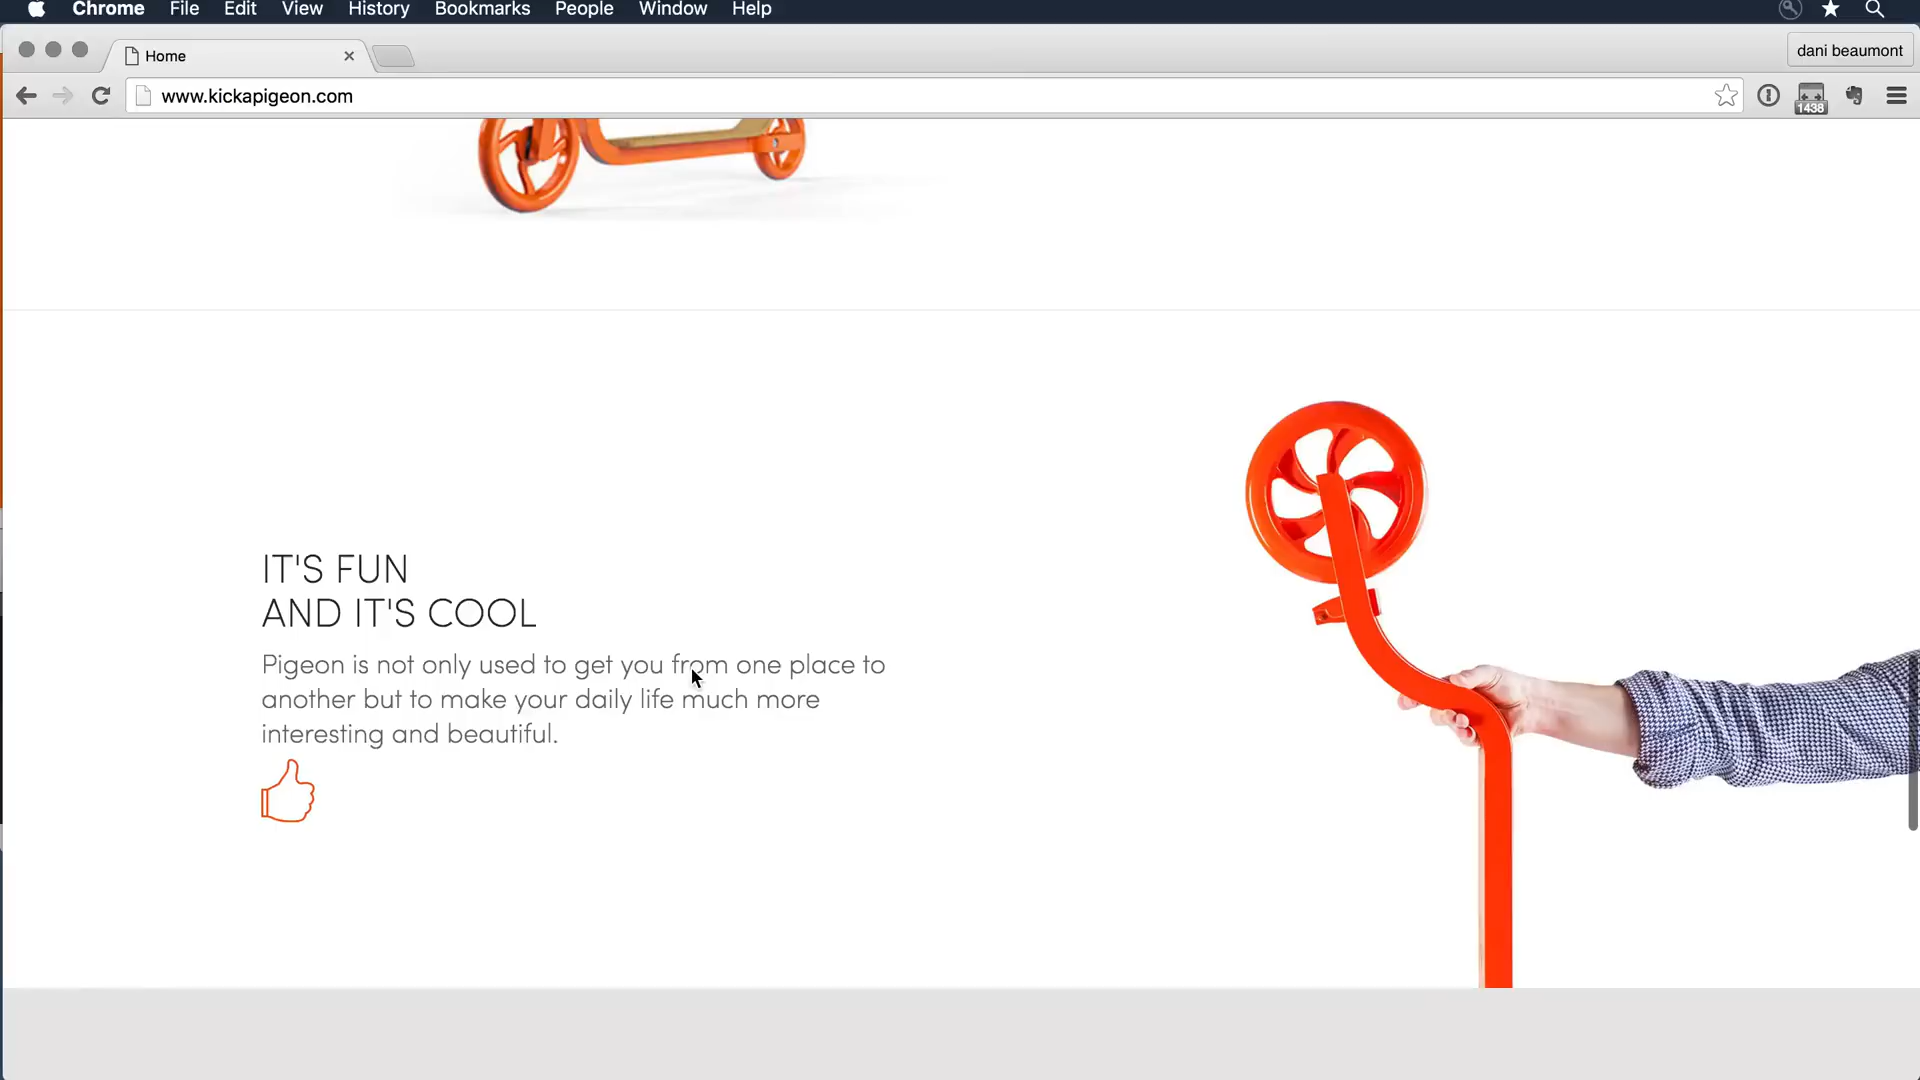 Chrome File Edit View History Bookmarks People Window Help
Home
dani beaumont
www.kickapigeon.com
1438
IT'S FUN
AND IT'S COOL
Pigeon is not only used to get you from one place to
another but to make your daily life much more
interesting and beautiful.